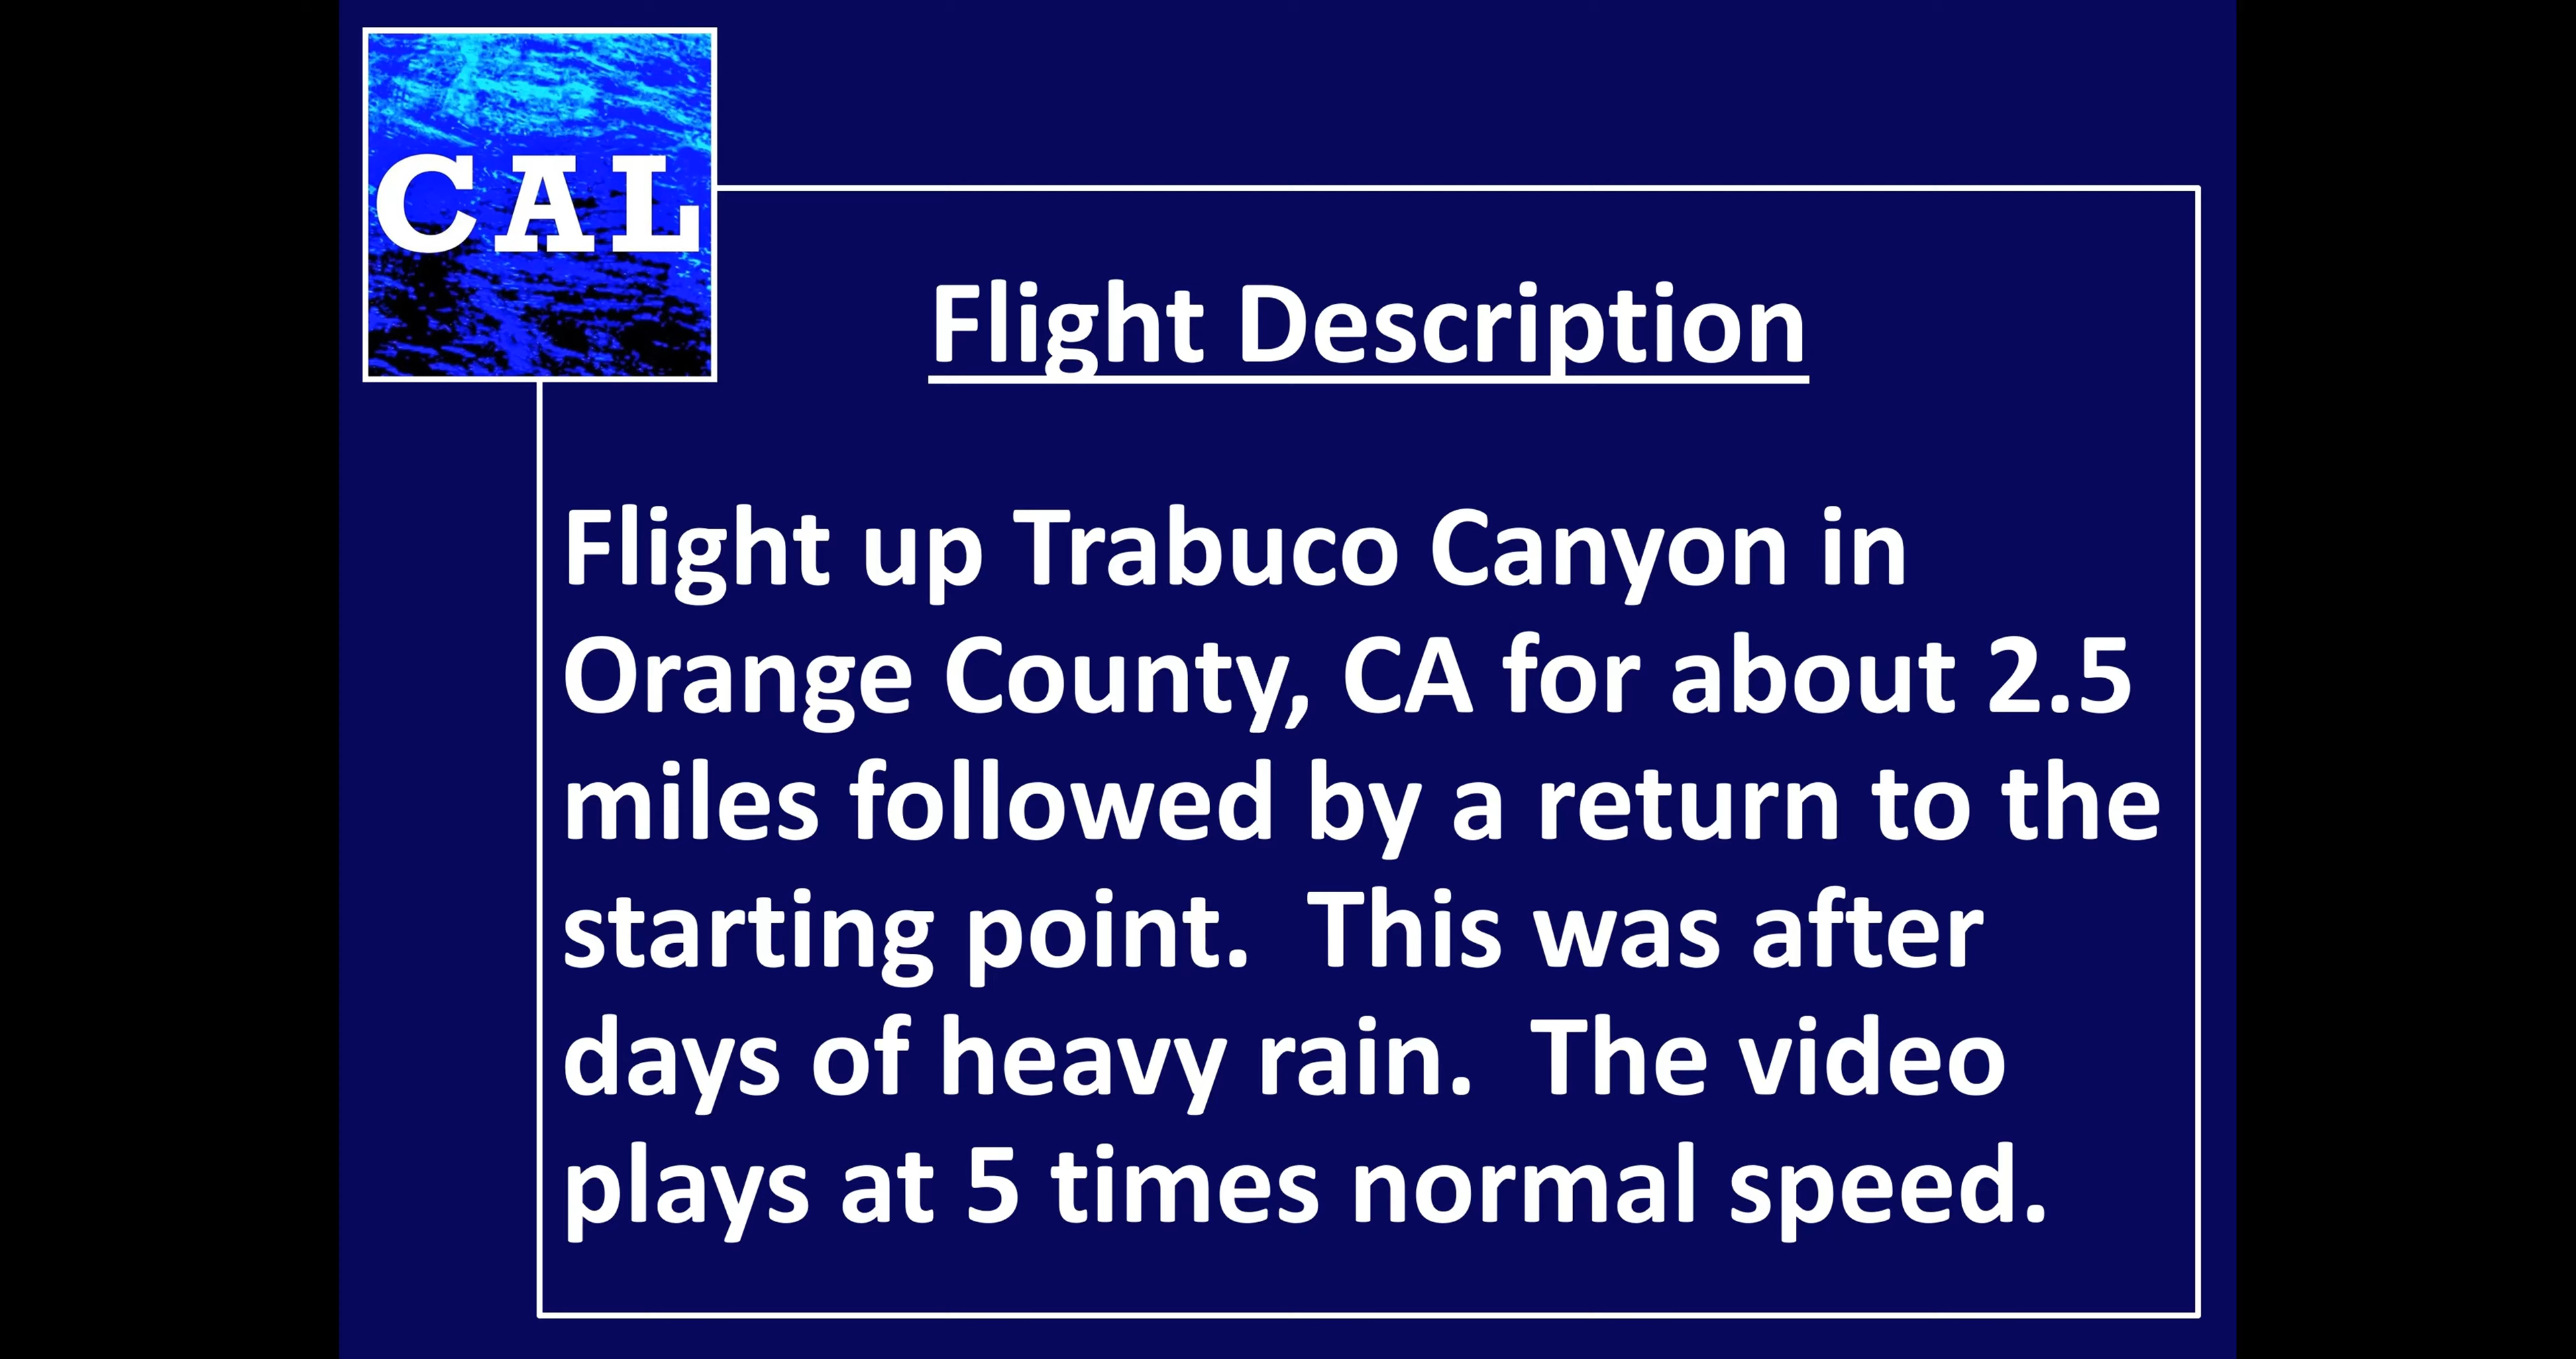 CAL
Flight Description
Flight up Trabuco Canyon in
Orange County, CA for about 2.5
miles followed by a return to the
starting point.  This was after
days of heavy rain.  The video
plays at 5 times normal speed.